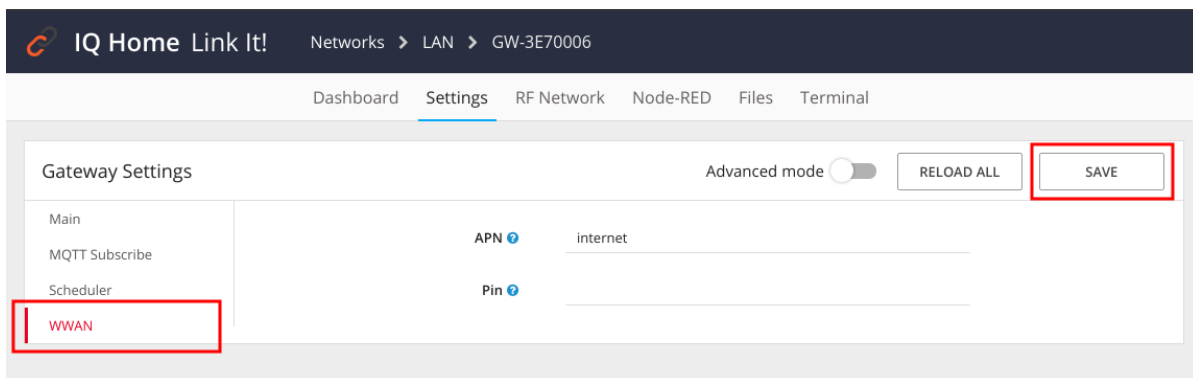 IQ Home Link It! Networks > LAN > GW-3E70006
Dashboard Settings RF Network Node-RED Files Terminal
Gateway Settings Advanced mode RELOAD ALL SAVE
Main
MQTT Subscribe
Scheduler
WWAN
APN ? internet
Pin ?